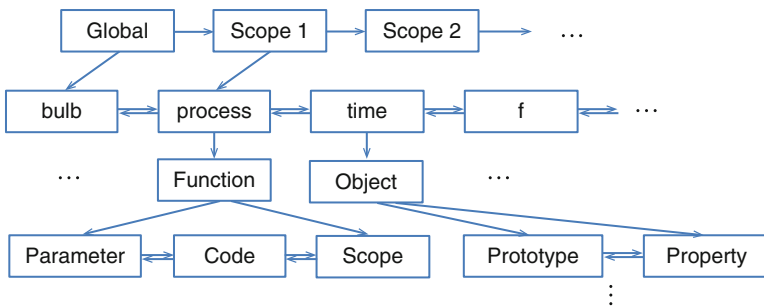 Global Scope 1 Scope 2 ...
bulb process time f ...
... Function Object ...
Parameter Code Scope Prototype Property
⋮